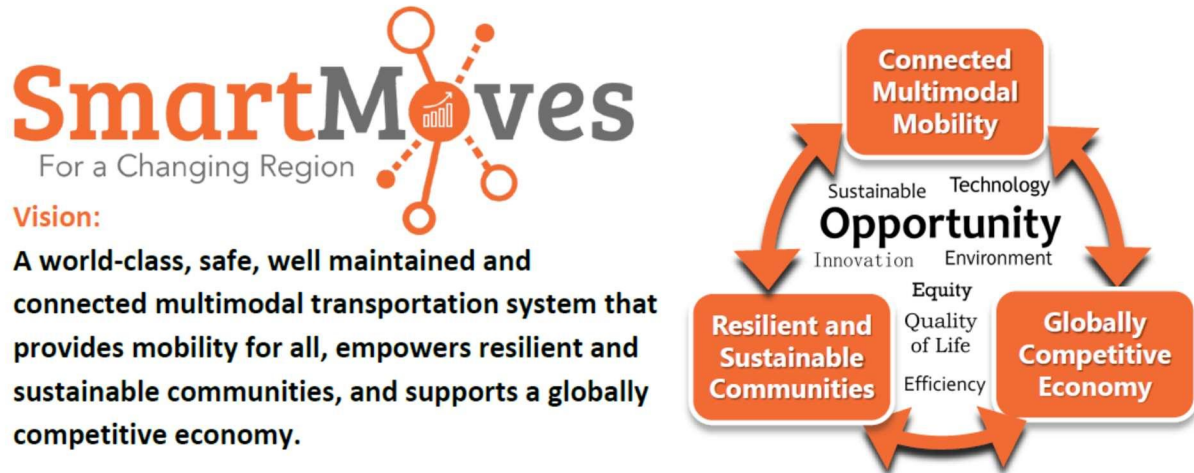 SmartMoves
For a Changing Region
Vision:
A world-class, safe, well maintained and
connected multimodal transportation system that
provides mobility for all, empowers resilient and
sustainable communities, and supports a globally
competitive economy.
Connected
Multimodal
Mobility
Sustainable Technology
Opportunity
Innovation Environment
Equity
Quality
of Life
Efficiency
Resilient and
Sustainable
Communities
Globally
Competitive
Economy